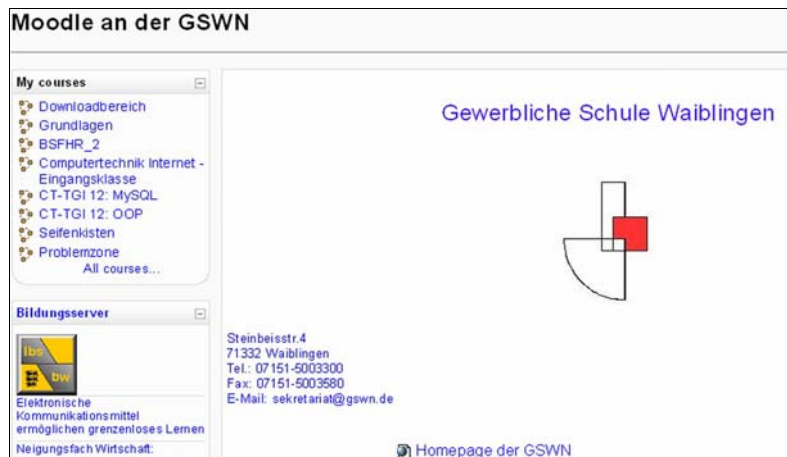 Moodle an der GSWN
My courses
Downloadbereich
Grundlagen
BSFHR_2
Computertechnik Internet -
Eingangsklasse
CT-TGI 12: MySQL
CT-TGI 12: OOP
Seifenkisten
Problemzone
All courses...
Bildungsserver
lbs
bw
Elektronische
Kommunikationsmittel
ermöglichen grenzenloses Lernen
Neigungsfach Wirtschaft:
Gewerbliche Schule Waiblingen
Steinbeisstr.4
71332 Waiblingen
Tel.: 07151-5003300
Fax: 07151-5003580
E-Mail: sekretariat@gswn.de
Homepage der GSWN